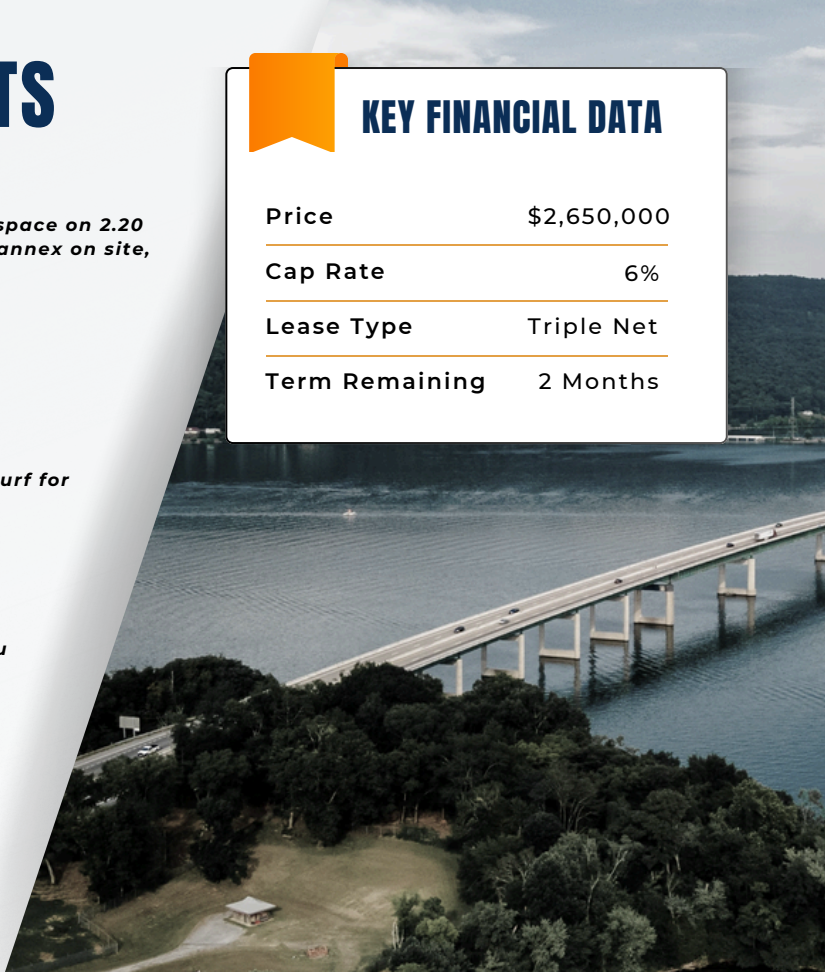 TS
space on 2.20
annex on site,
urf for
u
KEY FINANCIAL DATA
Price $2,650,000
Cap Rate 6%
Lease Type Triple Net
Term Remaining 2 Months